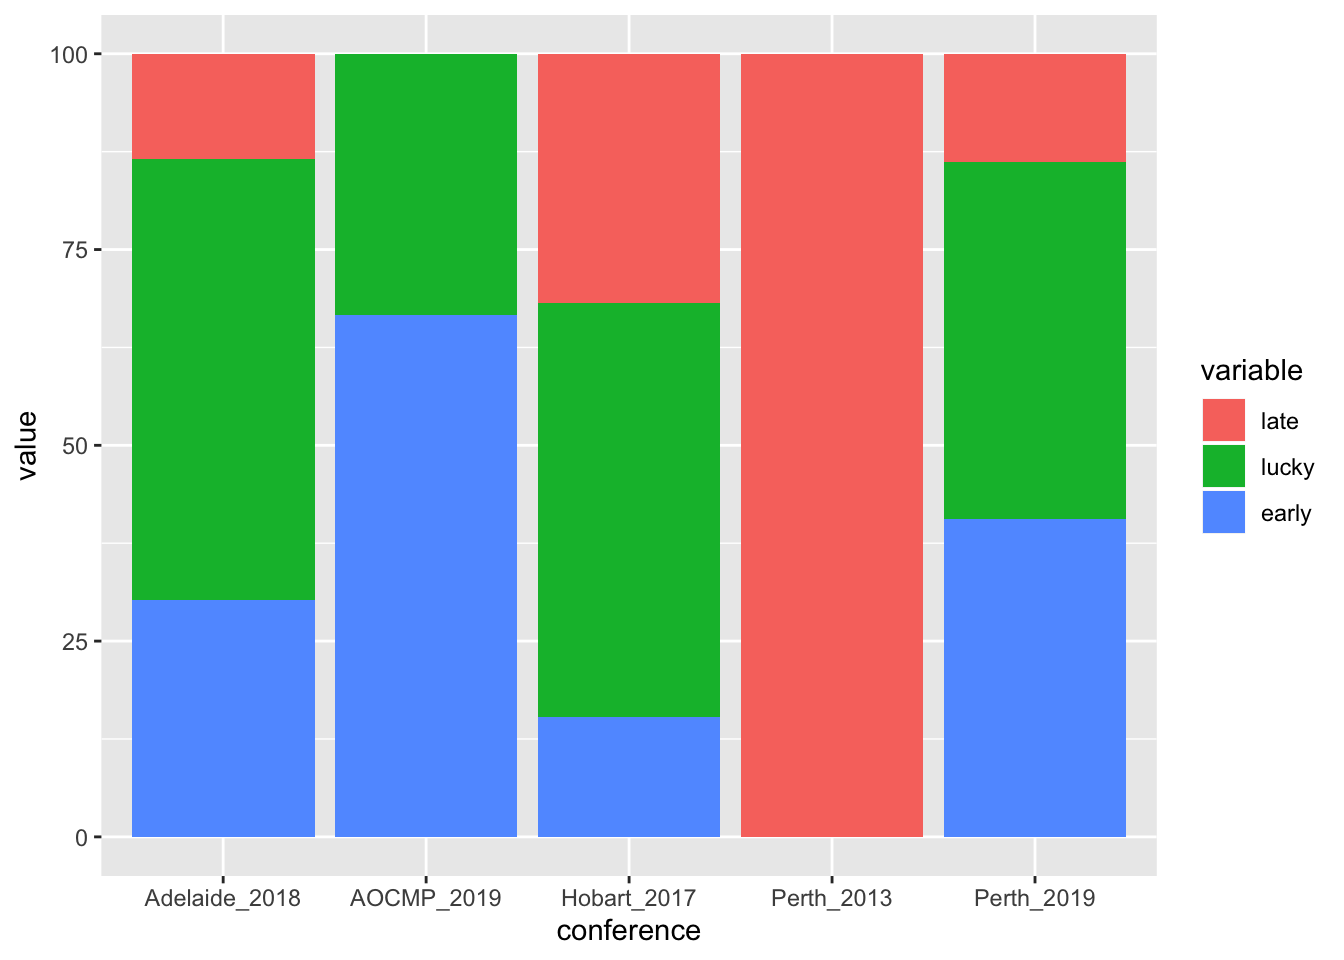 100
75
50
25
0
value
Adelaide_2018 AOCMP_2019 Hobart_2017 Perth_2013 Perth_2019
conference
variable
late
lucky
early